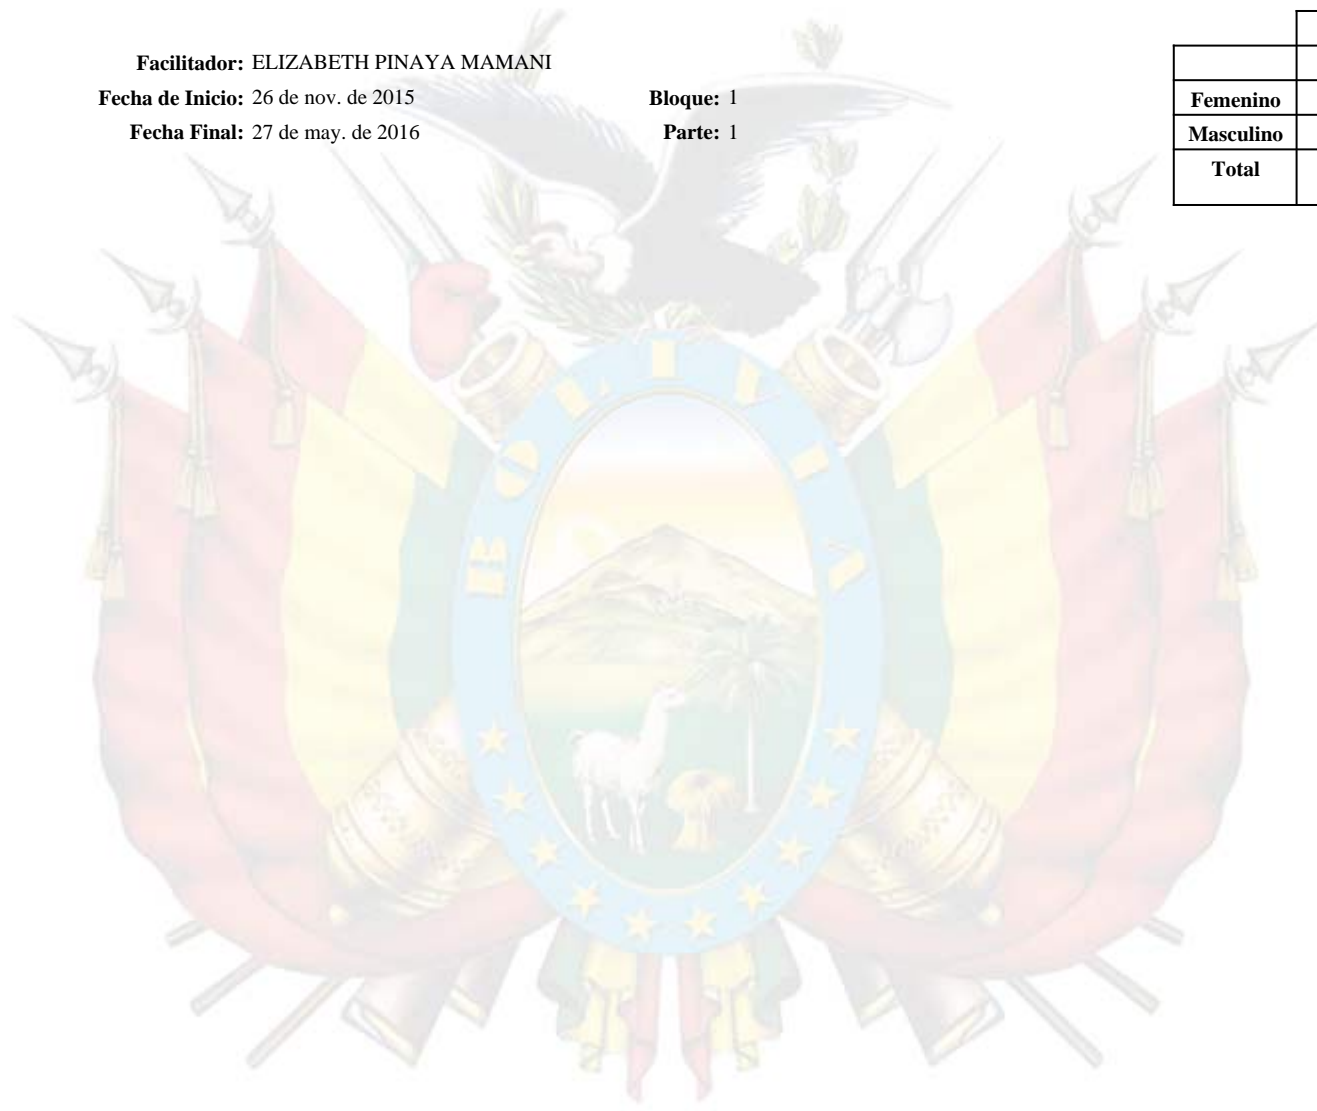 Facilitador: ELIZABETH PINAYA MAMANI
Fecha de Inicio: 26 de nov. de 2015 Bloque: 1
Fecha Final: 27 de may. de 2016 Parte: 1
Femenino
Masculino
Total
BOLIVIA